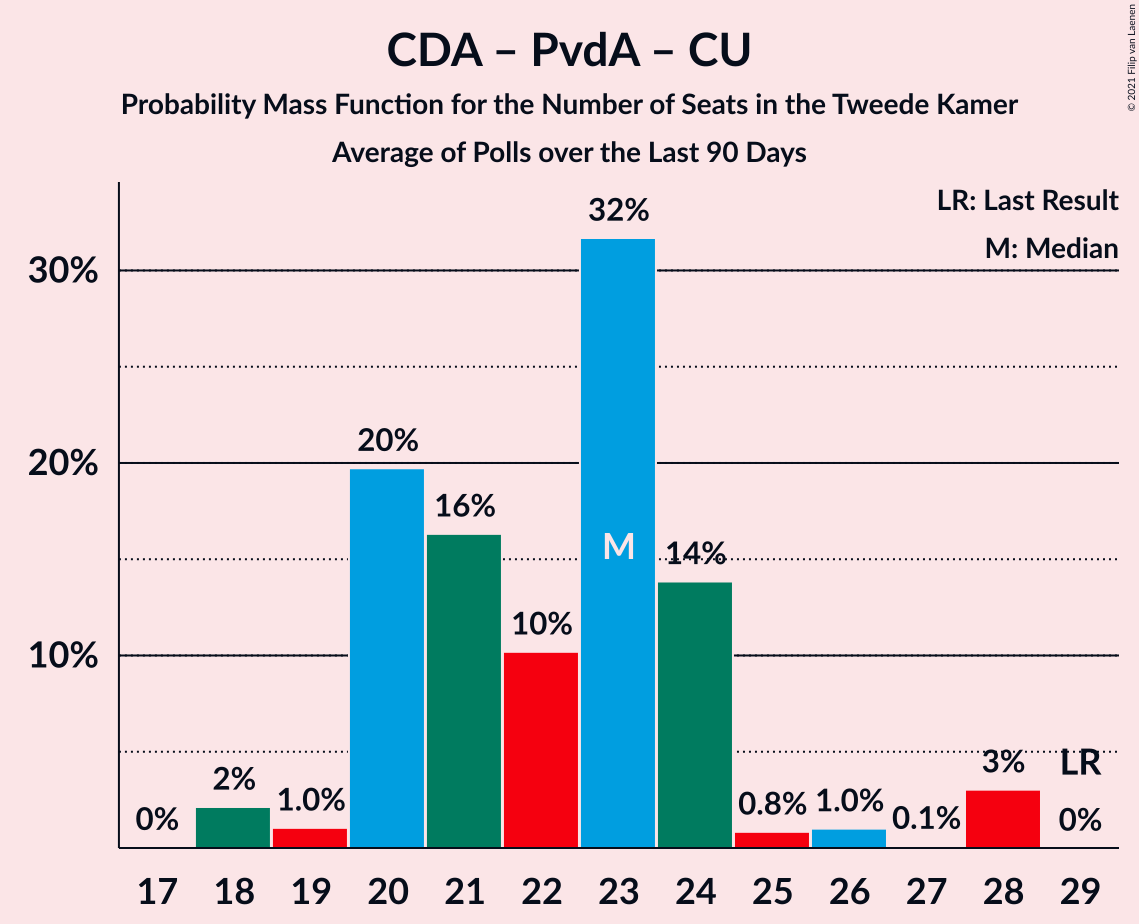 CDA – PvdA – CU
Probability Mass Function for the Number of Seats in the Tweede Kamer
Average of Polls over the Last 90 Days
© 2021 Filip van Laenen
LR: Last Result
M: Median
30%
20%
10%
0%
2%
1.0%
20%
16%
10%
32%
M
14%
0.8%
1.0%
0.1%
3%
LR
0%
17 18 19 20 21 22 23 24 25 26 27 28 29